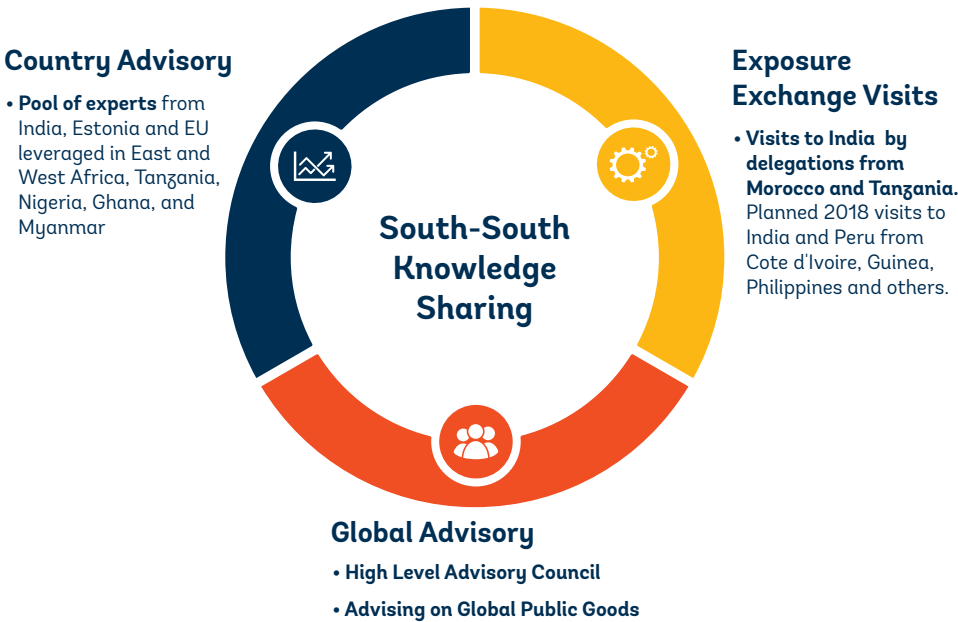 Country Advisory
• Pool of experts from
India, Estonia and EU
leveraged in East and
West Africa, Tanzania,
Nigeria, Ghana, and
Myanmar
South-South
Knowledge
Sharing
Exposure
Exchange Visits
• Visits to India by
delegations from
Morocco and Tanzania.
Planned 2018 visits to
India and Peru from
Cote d'Ivoire, Guinea,
Philippines and others.
Global Advisory
• High Level Advisory Council
• Advising on Global Public Goods